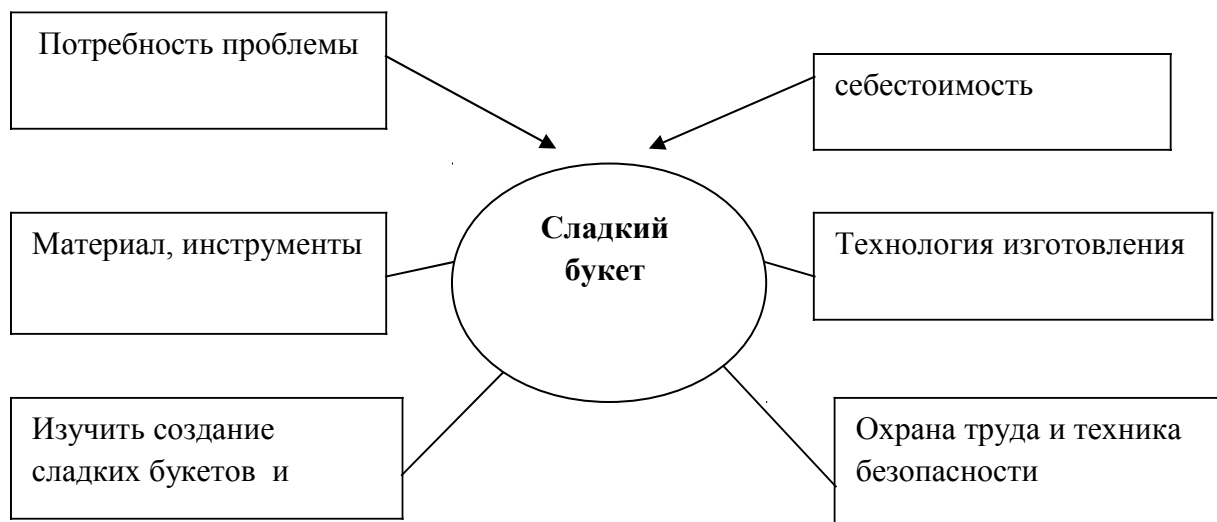 Потребность проблемы
себестоимость
Сладкий
букет
Материал, инструменты
Технология изготовления
Изучить создание
сладких букетов и
Охрана труда и техника
безопасности